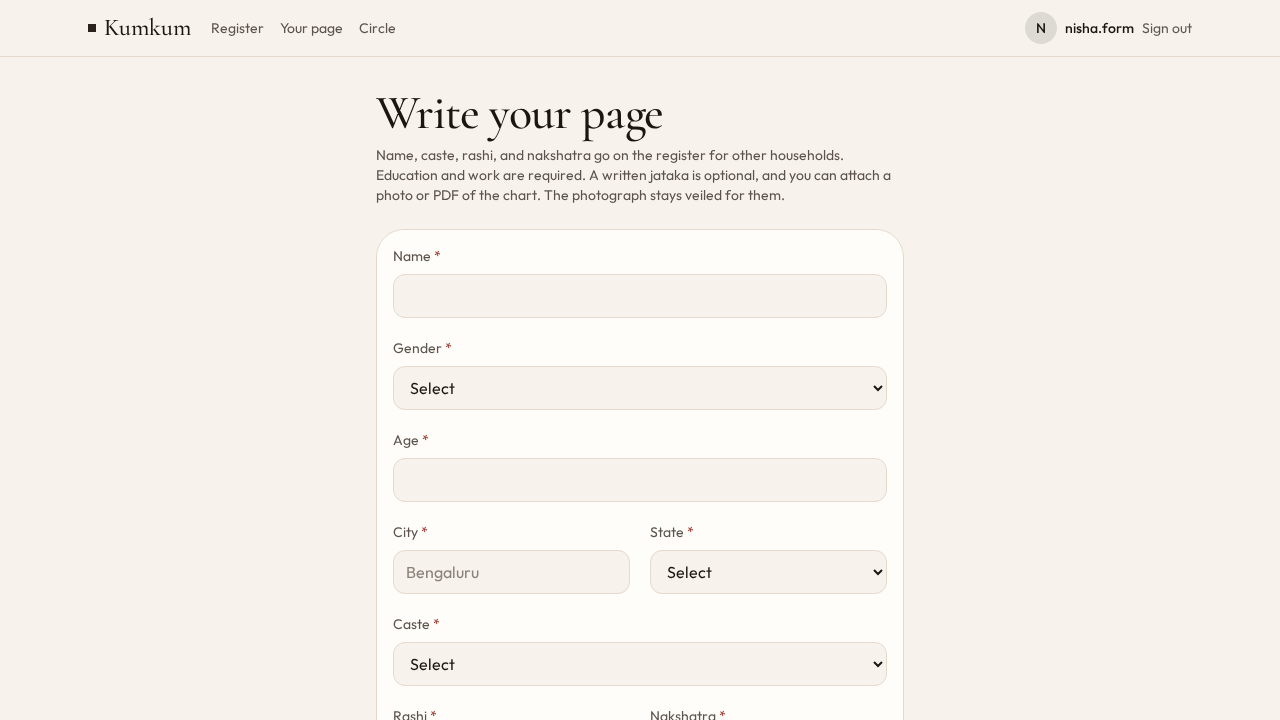 Kumkum Register Your page Circle N nisha.form Sign out
Write your page
Name, caste, rashi, and nakshatra go on the register for other households.
Education and work are required. A written jataka is optional, and you can attach a
photo or PDF of the chart. The photograph stays veiled for them.
Name *
Gender *
Select
Age *
City * State *
Bengaluru Select
Caste *
Select
Rashi * Nakshatra *